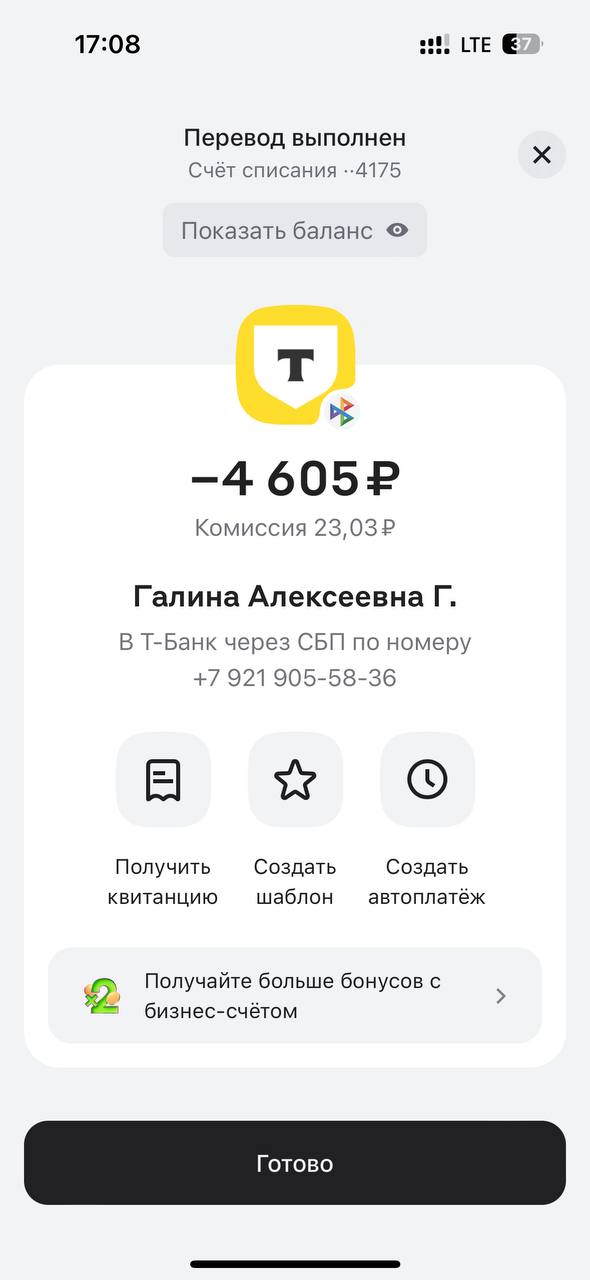 17:08
LTE
37
Перевод выполнен
Счёт списания ··4175
Показать баланс
Т
–4 605 ₽
Комиссия 23,03 ₽
Галина Алексеевна Г.
В Т-Банк через СБП по номеру
+7 921 905-58-36
Получить
квитанцию
Создать
шаблон
Создать
автоплатёж
×2
Получайте больше бонусов с
бизнес-счётом
Готово